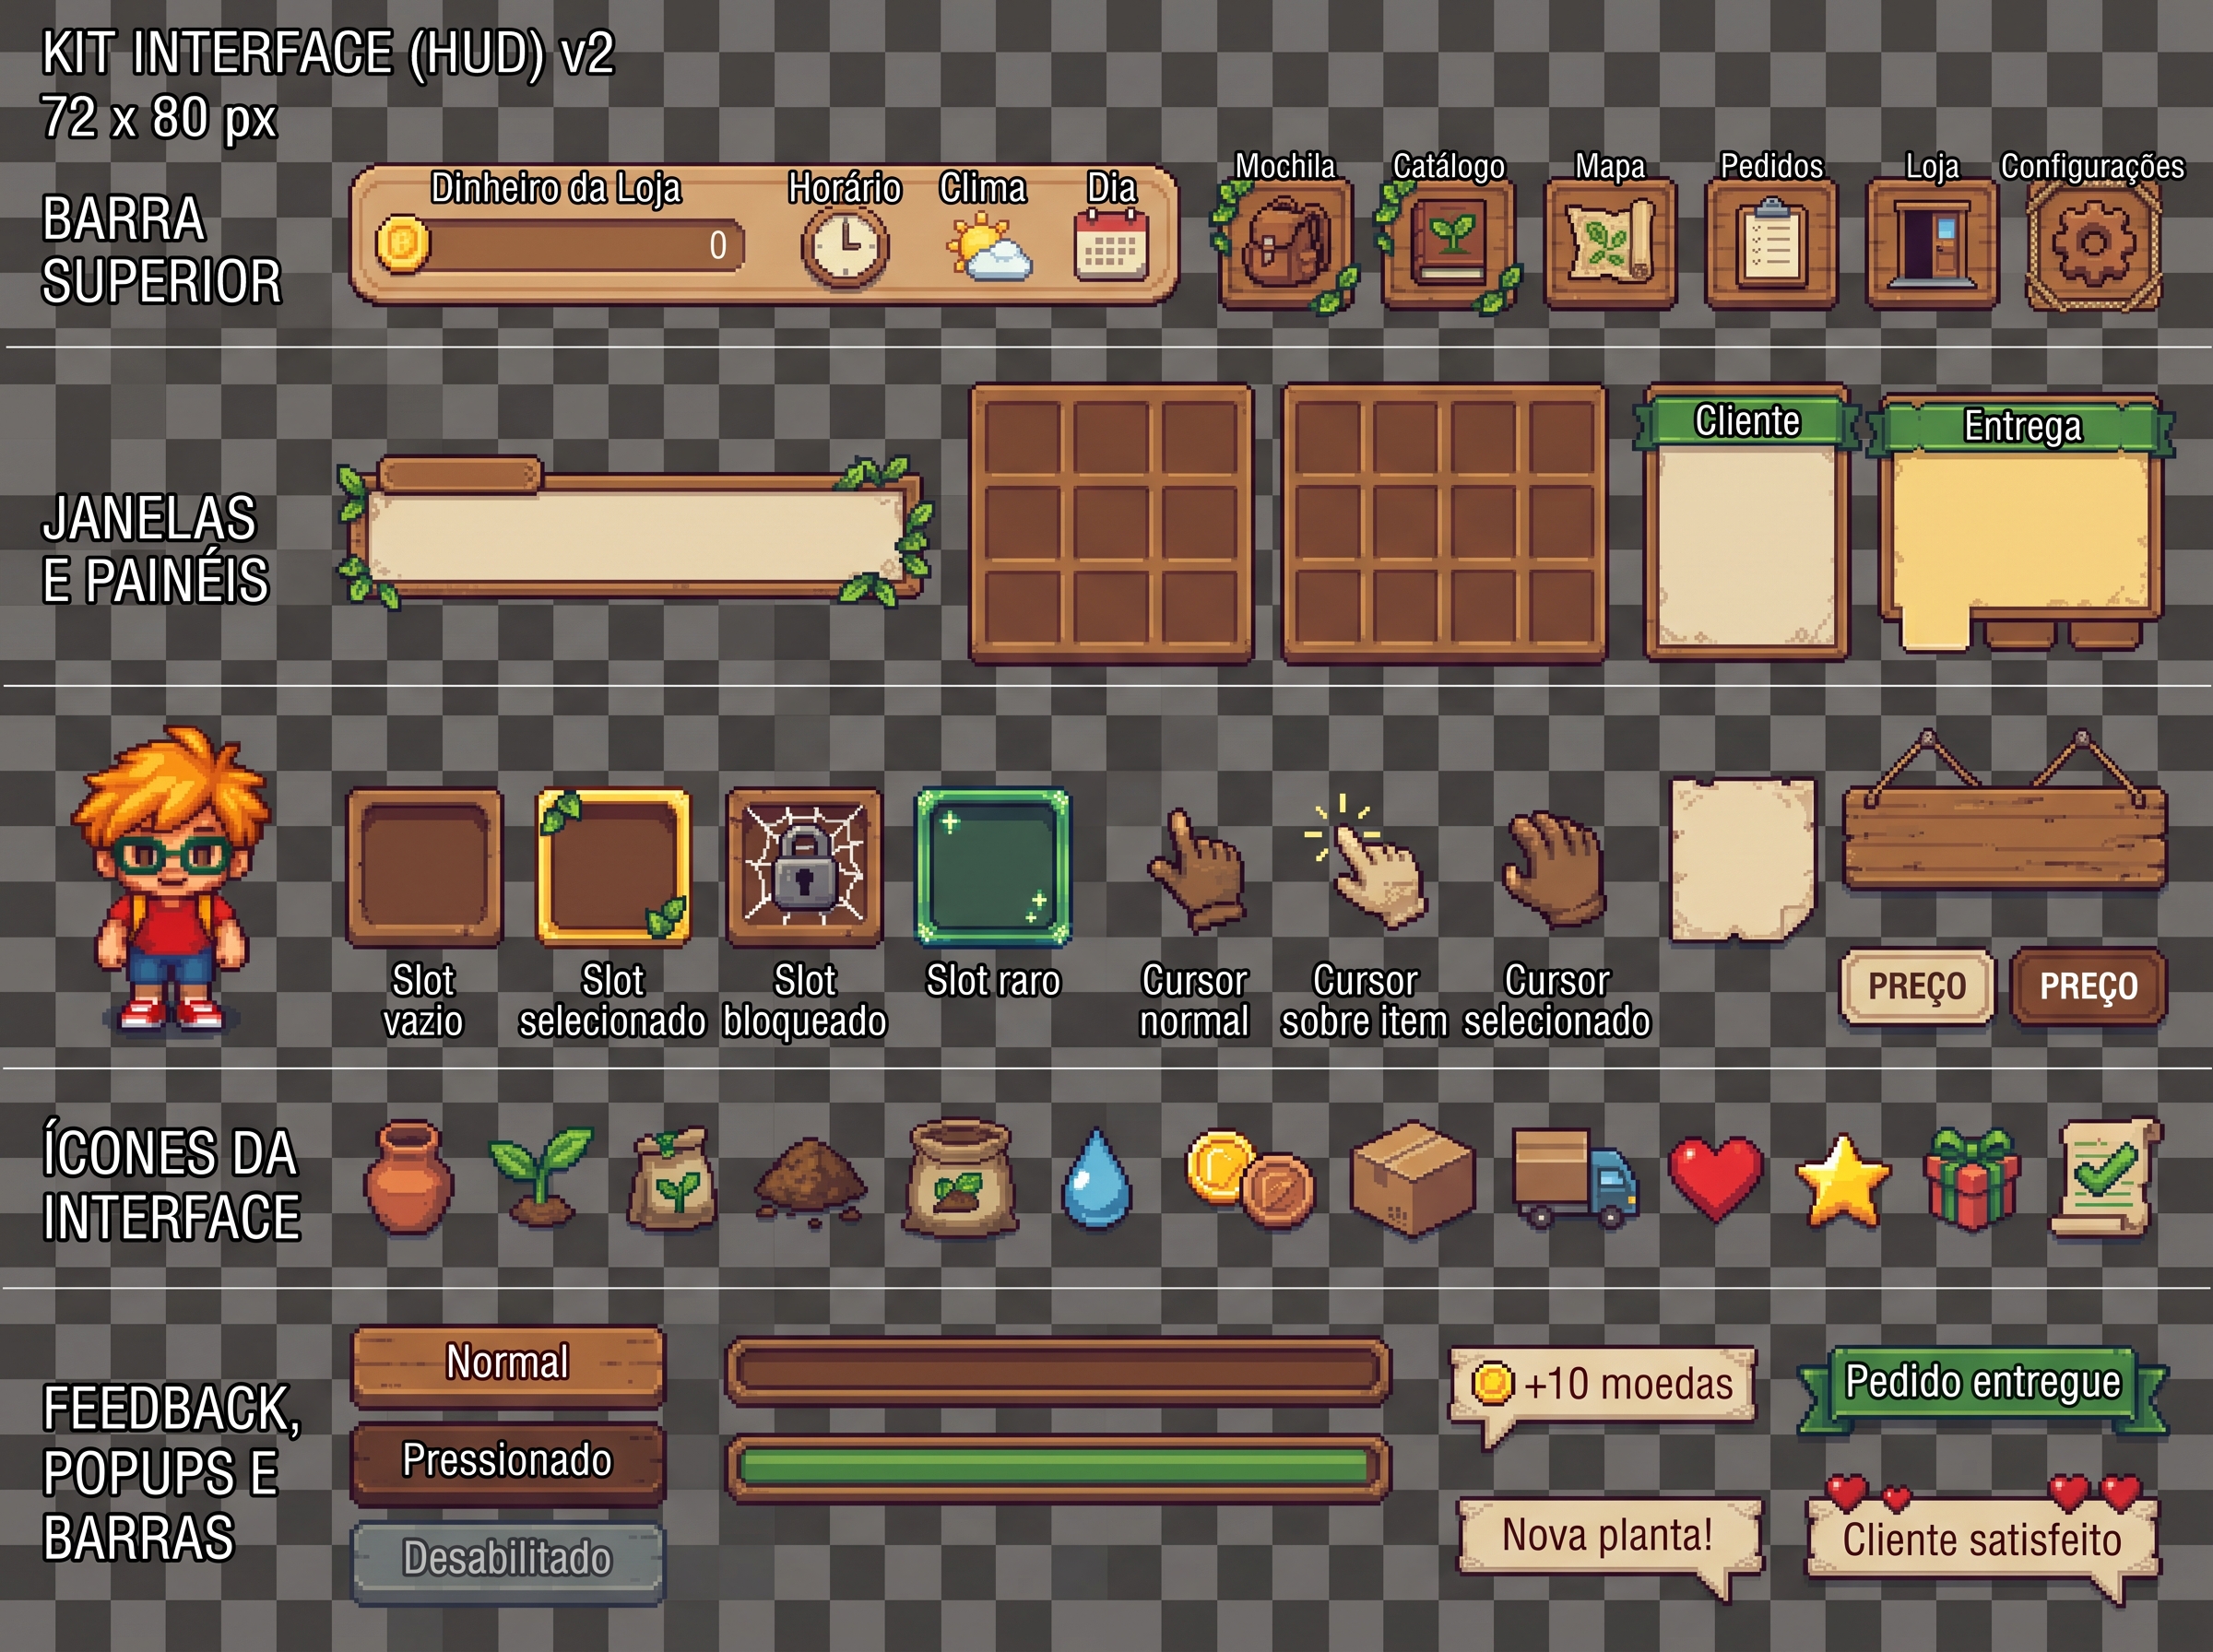 KIT INTERFACE (HUD) v2
72 x 80 px
BARRA
SUPERIOR
Dinheiro da Loja
0
Horário
Clima
Dia
Mochila
Catálogo
Mapa
Pedidos
Loja
Configurações
JANELAS
E PAINÉIS
Cliente
Entrega
Slot
vazio
Slot
selecionado
Slot
bloqueado
Slot raro
Cursor
normal
Cursor
sobre item
Cursor
selecionado
PREÇO
PREÇO
ÍCONES DA
INTERFACE
FEEDBACK,
POPUPS E
BARRAS
Normal
Pressionado
Desabilitado
+10 moedas
Pedido entregue
Nova planta!
Cliente satisfeito